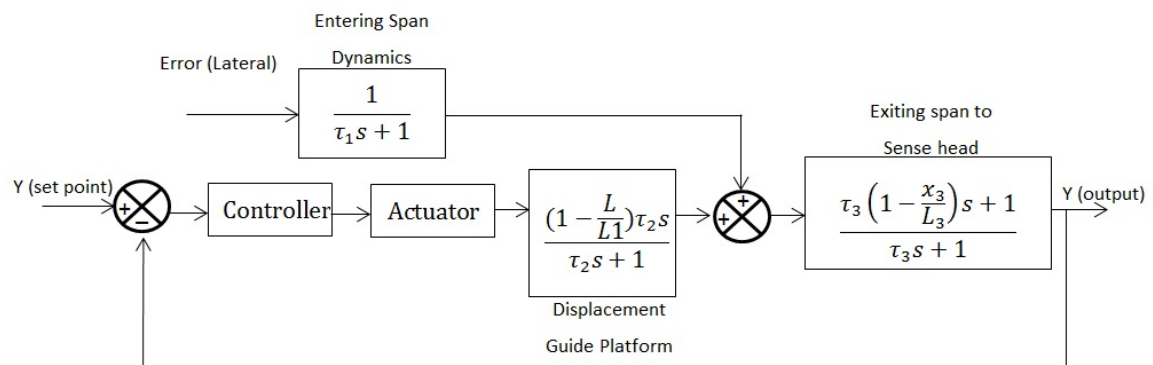 Entering Span
Dynamics
Error (Lateral)
1
τ₁s + 1
Exiting span to
Sense head
Y (set point)
+
−
Controller
Actuator
(1 − L/L1)τ₂s
τ₂s + 1
Displacement
Guide Platform
+
+
τ₃(1 − x₃/L₃)s + 1
τ₃s + 1
Y (output)